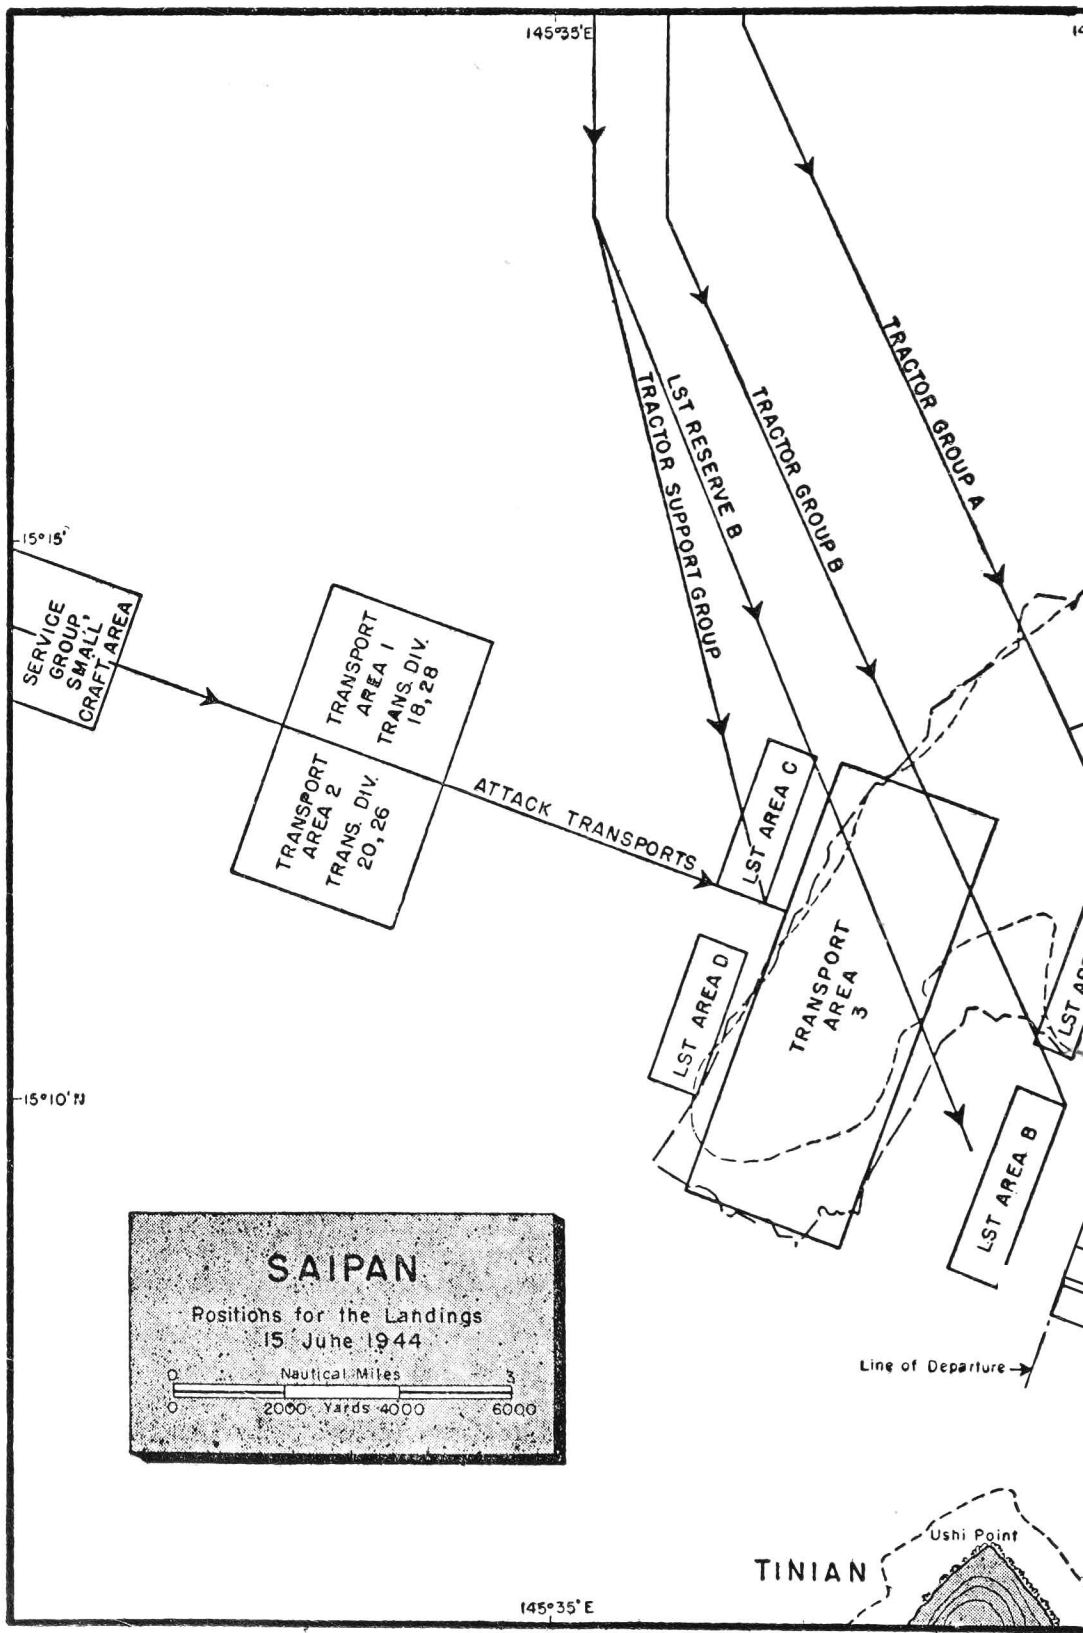 145°35'E
14
TRACTOR GROUP A
TRACTOR GROUP B
LST RESERVE B
TRACTOR SUPPORT GROUP
15°15'
SERVICE
GROUP,
SMALL
CRAFT, AREA
TRANSPORT
AREA 1
TRANS. DIV.
18, 28
TRANSPORT
AREA 2
TRANS. DIV.
20, 26
ATTACK TRANSPORTS
LST AREA C
LST AREA D
TRANSPORT
AREA
3
LST ARE
15°10'N
LST AREA B
SAIPAN
Positions for the Landings
15 June 1944
Nautical Miles
0 3
0 2000 Yards 4000 6000
Line of Departure
Ushi Point
TINIAN
145°35'E